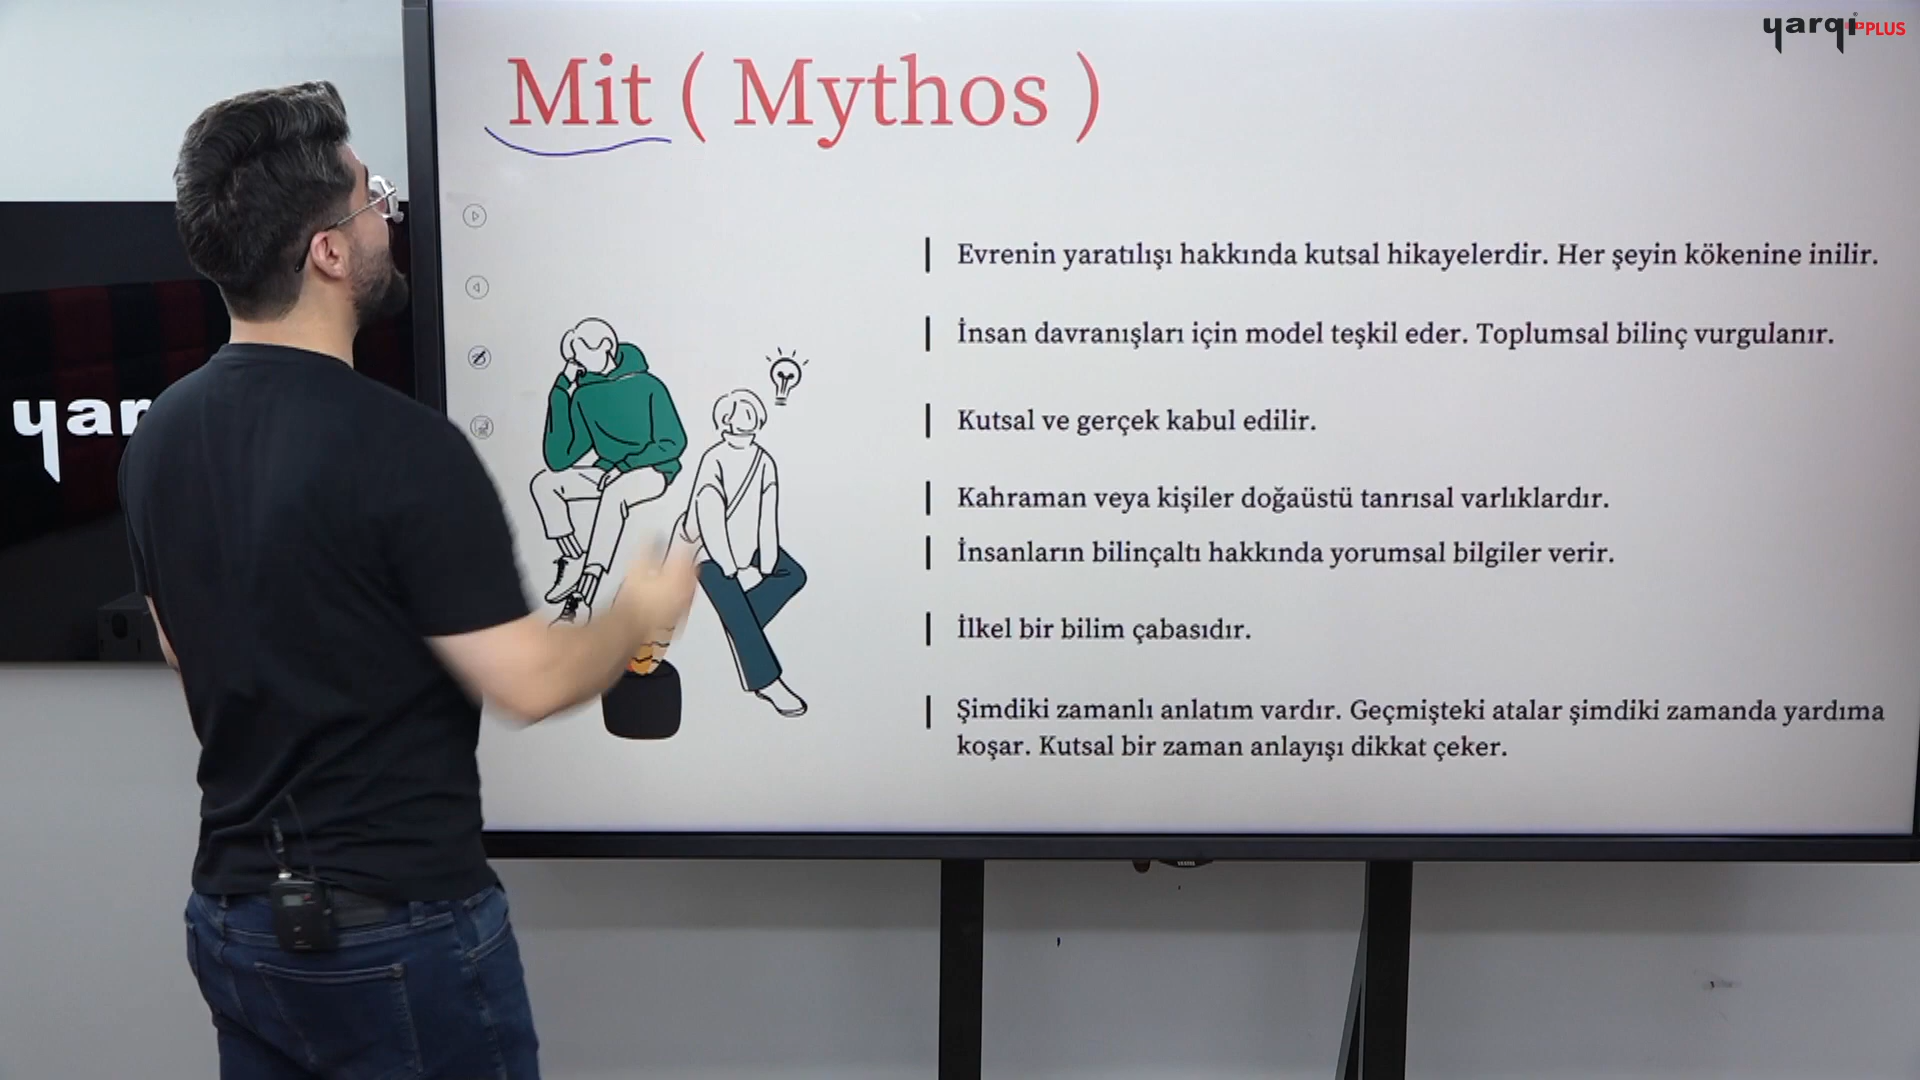 yarqi PLUS
Mit ( Mythos )
Evrenin yaratılışı hakkında kutsal hikayelerdir. Her şeyin kökenine inilir.
İnsan davranışları için model teşkil eder. Toplumsal bilinç vurgulanır.
Kutsal ve gerçek kabul edilir.
yar
Kahraman veya kişiler doğaüstü tanrısal varlıklardır.
İnsanların bilinçaltı hakkında yorumsal bilgiler verir.
İlkel bir bilim çabasıdır.
Şimdiki zamanlı anlatım vardır. Geçmişteki atalar şimdiki zamanda yardıma
koşar. Kutsal bir zaman anlayışı dikkat çeker.